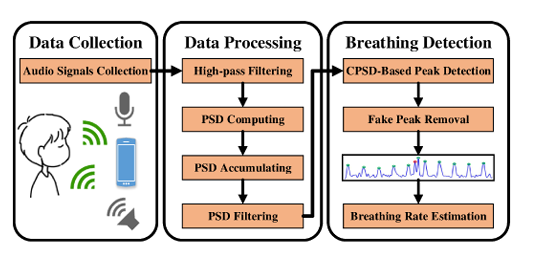 Data Collection
Audio Signals Collection
Data Processing
High-pass Filtering
PSD Computing
PSD Accumulating
PSD Filtering
Breathing Detection
CPSD-Based Peak Detection
Fake Peak Removal
Breathing Rate Estimation